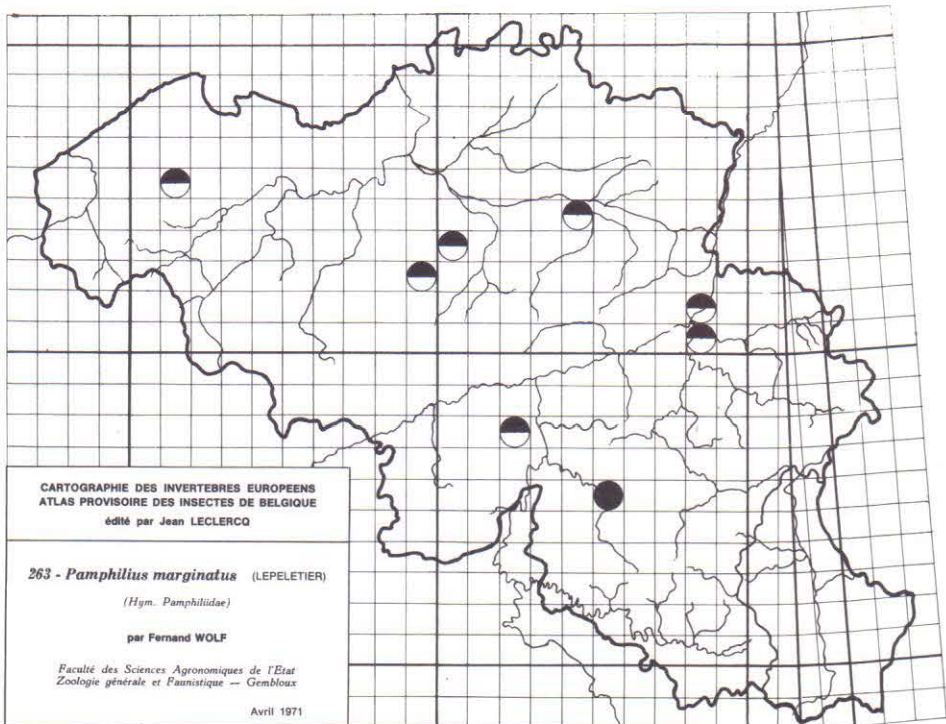 CARTOGRAPHIE DES INVERTEBRES EUROPEENS
ATLAS PROVISOIRE DES INSECTES DE BELGIQUE
édité par Jean LECLERCQ
263 - Pamphilius marginatus (LEPELETIER)
(Hym. Pamphiliidae)
par Fernand WOLF
Faculté des Sciences Agronomiques de l'Etat
Zoologie générale et Faunistique — Gembloux
Avril 1971